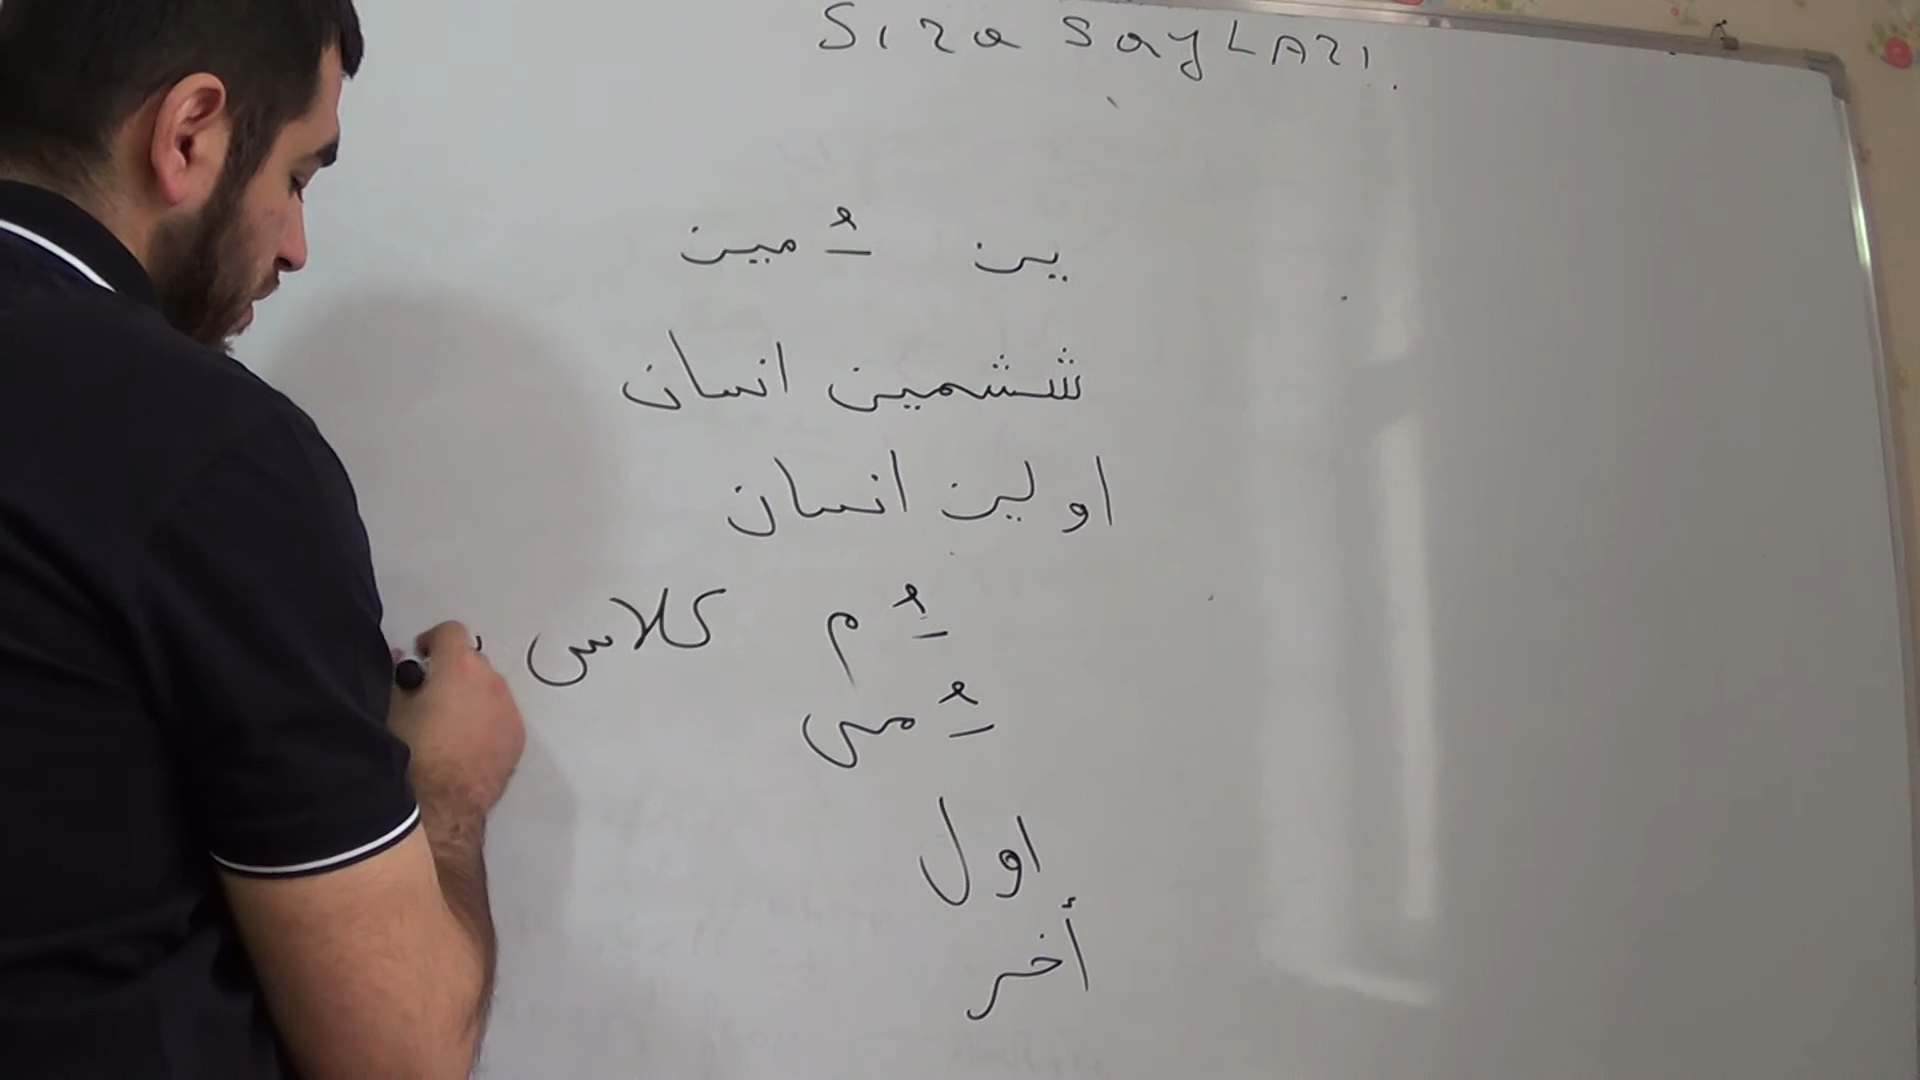 Sıra SayLARı.
ین ـُ مین
ششمین انسان
اولین انسان
ـُ م کلاس
ـُ می
اول
أخر